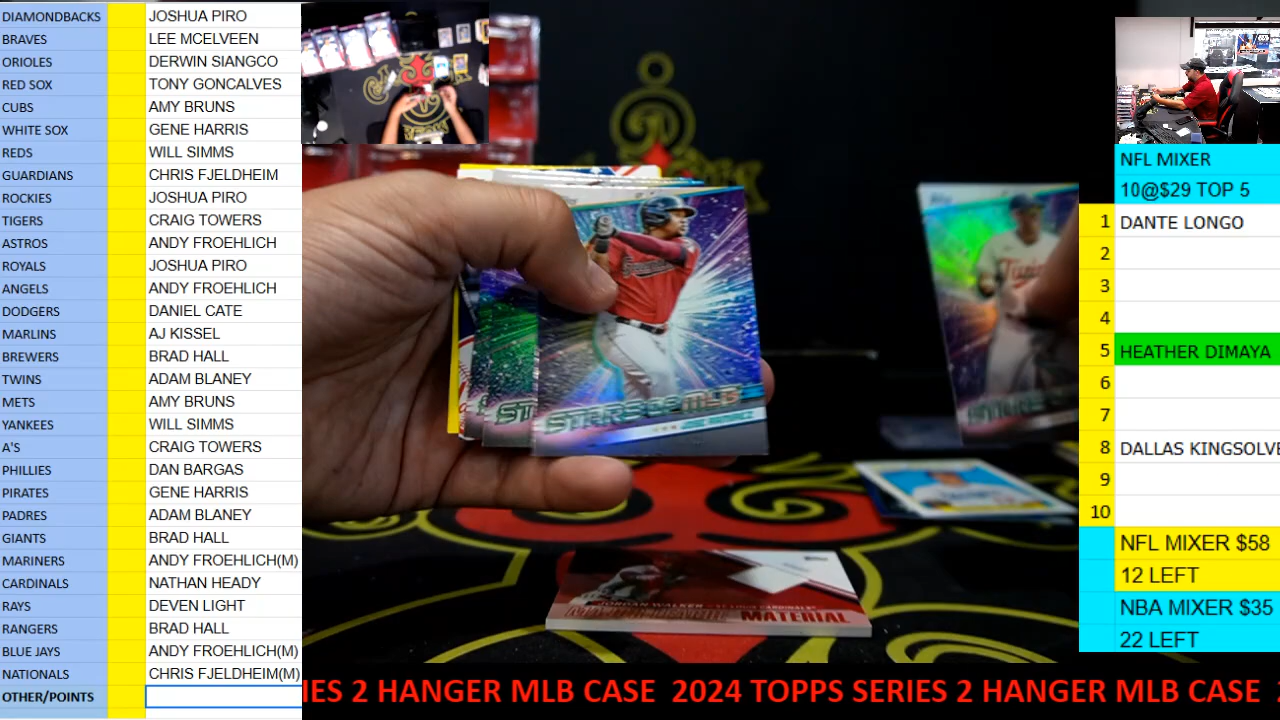 DIAMONDBACKS JOSHUA PIRO
BRAVES LEE MCELVEEN
ORIOLES DERWIN SIANGCO
RED SOX TONY GONCALVES
CUBS AMY BRUNS
WHITE SOX GENE HARRIS
REDS WILL SIMMS
GUARDIANS CHRIS FJELDHEIM
ROCKIES JOSHUA PIRO
TIGERS CRAIG TOWERS
ASTROS ANDY FROEHLICH
ROYALS JOSHUA PIRO
ANGELS ANDY FROEHLICH
DODGERS DANIEL CATE
MARLINS AJ KISSEL
BREWERS BRAD HALL
TWINS ADAM BLANEY
METS AMY BRUNS
YANKEES WILL SIMMS
A'S CRAIG TOWERS
PHILLIES DAN BARGAS
PIRATES GENE HARRIS
PADRES ADAM BLANEY
GIANTS BRAD HALL
MARINERS ANDY FROEHLICH(M)
CARDINALS NATHAN HEADY
RAYS DEVEN LIGHT
RANGERS BRAD HALL
BLUE JAYS ANDY FROEHLICH(M)
NATIONALS CHRIS FJELDHEIM(M)
OTHER/POINTS
STARS OF MLB
JOSE RAMIREZ
JORDAN WALKER - ST. LOUIS CARDINALS
MATERIAL
NFL MIXER
10@$29 TOP 5
1 DANTE LONGO
2
3
4
5 HEATHER DIMAYA
6
7
8 DALLAS KINGSOLVE
9
10
NFL MIXER $58
12 LEFT
NBA MIXER $35
22 LEFT
IES 2 HANGER MLB CASE 2024 TOPPS SERIES 2 HANGER MLB CASE